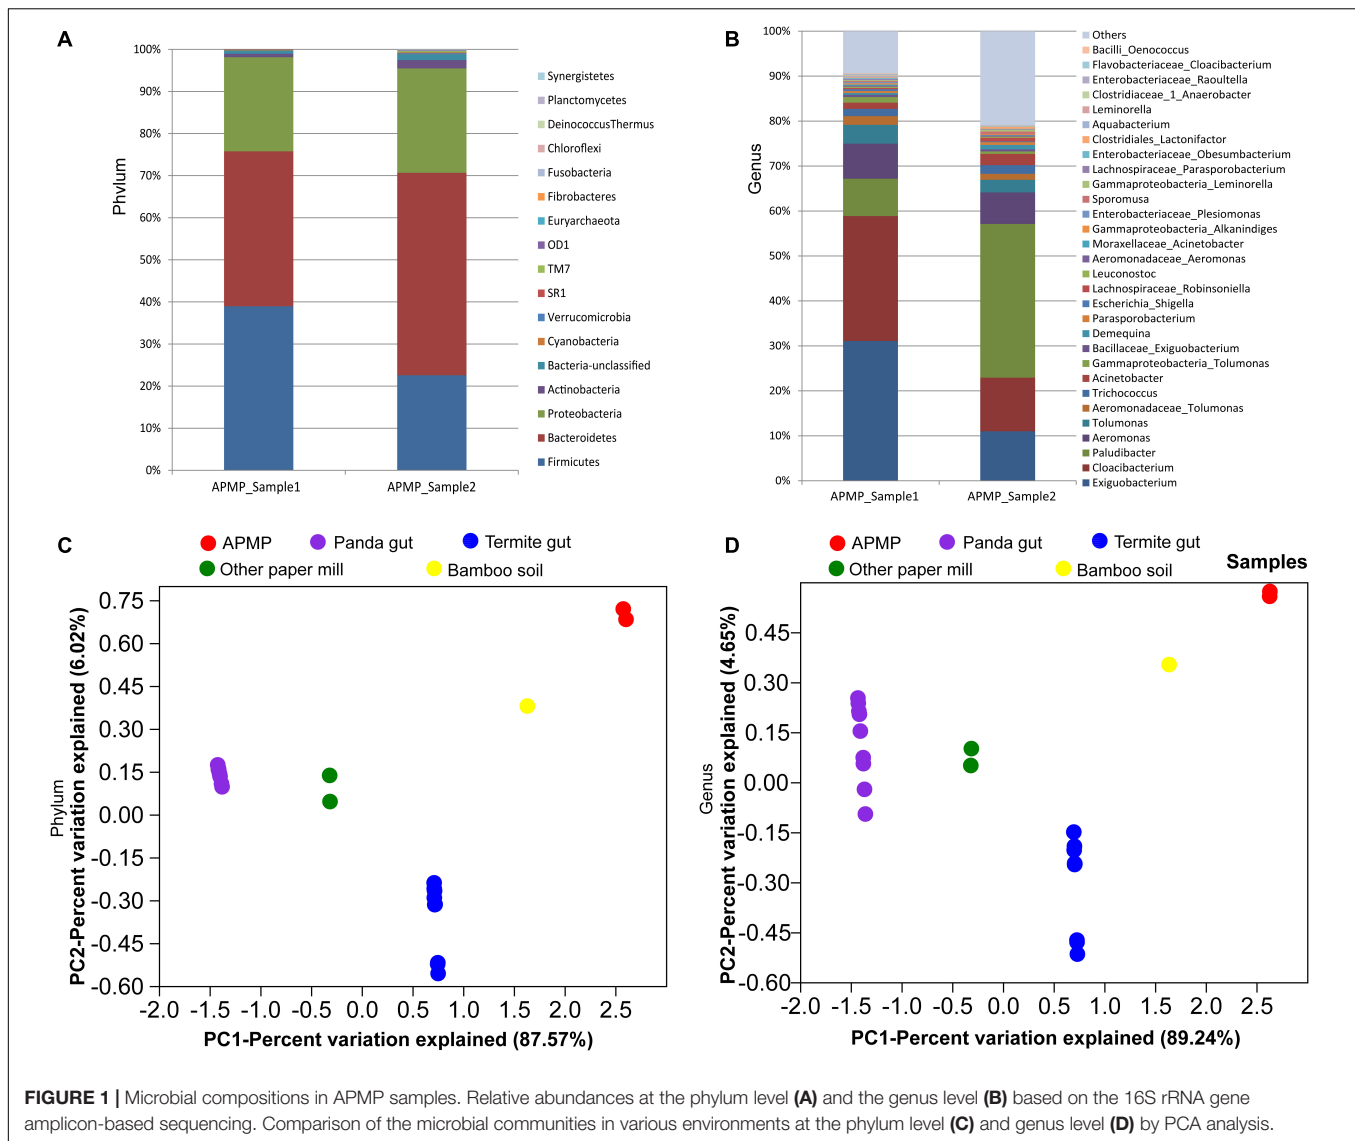 A
Phylum
100%
90%
80%
70%
60%
50%
40%
30%
20%
10%
0%
APMP_Sample1
APMP_Sample2
Synergistetes
Planctomycetes
DeinococcusThermus
Chloroflexi
Fusobacteria
Fibrobacteres
Euryarchaeota
OD1
TM7
SR1
Verrucomicrobia
Cyanobacteria
Bacteria-unclassified
Actinobacteria
Proteobacteria
Bacteroidetes
Firmicutes
B
Genus
100%
90%
80%
70%
60%
50%
40%
30%
20%
10%
0%
APMP_Sample1
APMP_Sample2
Others
Bacilli_Oenococcus
Flavobacteriaceae_Cloacibacterium
Enterobacteriaceae_Raoultella
Clostridiaceae_1_Anaerobacter
Leminorella
Aquabacterium
Clostridiales_Lactonifactor
Enterobacteriaceae_Obesumbacterium
Lachnospiraceae_Parasporobacterium
Gammaproteobacteria_Leminorella
Sporomusa
Enterobacteriaceae_Plesiomonas
Gammaproteobacteria_Alkanindiges
Moraxellaceae_Acinetobacter
Aeromonadaceae_Aeromonas
Leuconostoc
Lachnospiraceae_Robinsoniella
Escherichia_Shigella
Parasporobacterium
Demequina
Bacillaceae_Exiguobacterium
Gammaproteobacteria_Tolumonas
Acinetobacter
Trichococcus
Aeromonadaceae_Tolumonas
Tolumonas
Aeromonas
Paludibacter
Cloacibacterium
Exiguobacterium
C
APMP
Panda gut
Termite gut
Other paper mill
Bamboo soil
Phylum
PC2-Percent variation explained (6.02%)
0.75
0.60
0.45
0.30
0.15
0.00
-0.15
-0.30
-0.45
-0.60
-2.0 -1.5 -1.0 -0.5 0.0 0.5 1.0 1.5 2.0 2.5
PC1-Percent variation explained (87.57%)
D
APMP
Panda gut
Termite gut
Other paper mill
Bamboo soil
Samples
Genus
PC2-Percent variation explained (4.65%)
0.45
0.30
0.15
0.00
-0.15
-0.30
-0.45
-0.60
-2.0 -1.5 -1.0 -0.5 0.0 0.5 1.0 1.5 2.0 2.5
PC1-Percent variation explained (89.24%)
FIGURE 1 | Microbial compositions in APMP samples. Relative abundances at the phylum level (A) and the genus level (B) based on the 16S rRNA gene
amplicon-based sequencing. Comparison of the microbial communities in various environments at the phylum level (C) and genus level (D) by PCA analysis.